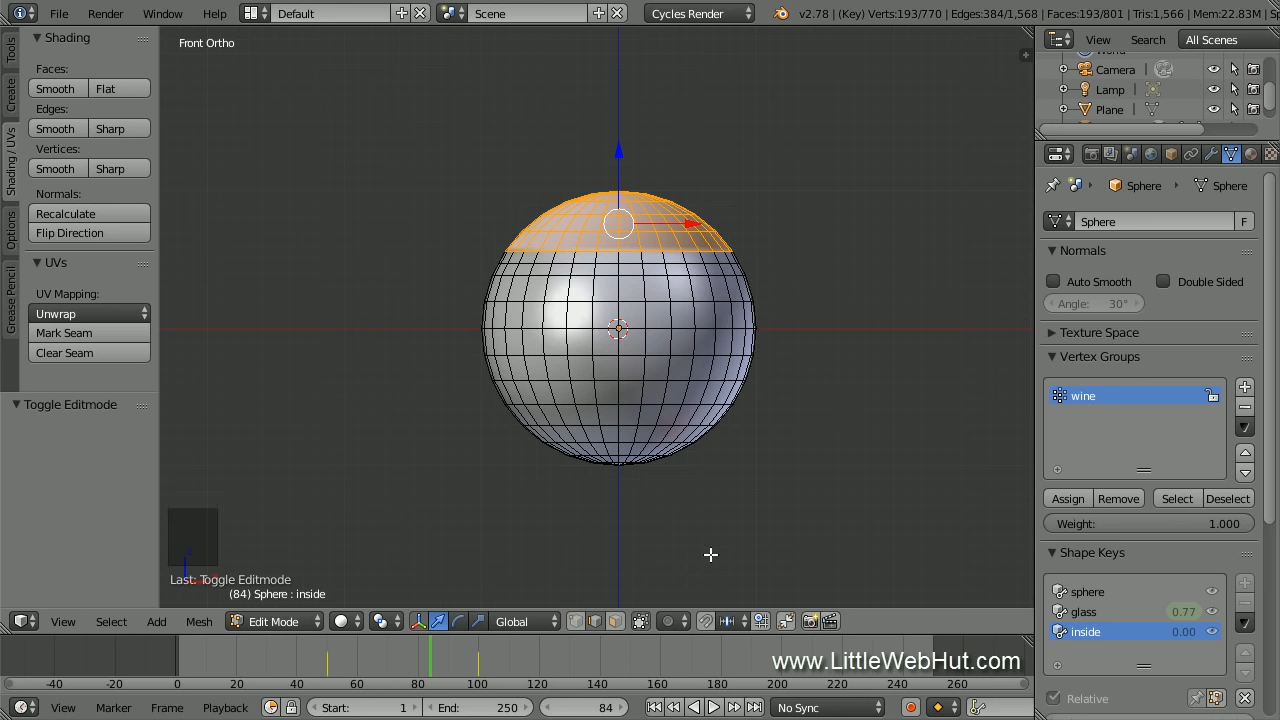 File Render Window Help Default Scene Cycles Render v2.78 | (Key) Verts:193/770 | Edges:384/1,568 | Faces:193/801 | Tris:1,566 | Mem:22.83M
Tools
Create
Shading / UVs
Options
Grease Pencil
Shading
Faces:
Smooth Flat
Edges:
Smooth Sharp
Vertices:
Smooth Sharp
Normals:
Recalculate
Flip Direction
UVs
UV Mapping:
Unwrap
Mark Seam
Clear Seam
Toggle Editmode
Front Ortho
Last: Toggle Editmode
(84) Sphere : inside
View Select Add Mesh Edit Mode Global
www.LittleWebHut.com
-40 -20 0 20 40 60 80 100 120 140 160 180 200 220 240 260
View Marker Frame Playback Start: 1 End: 250 84 No Sync
View Search All Scenes
Camera
Lamp
Plane
Sphere Sphere
Sphere F
Normals
Auto Smooth Double Sided
Angle: 30°
Texture Space
Vertex Groups
wine
Assign Remove Select Deselect
Weight: 1.000
Shape Keys
sphere
glass 0.77
inside 0.00
Relative